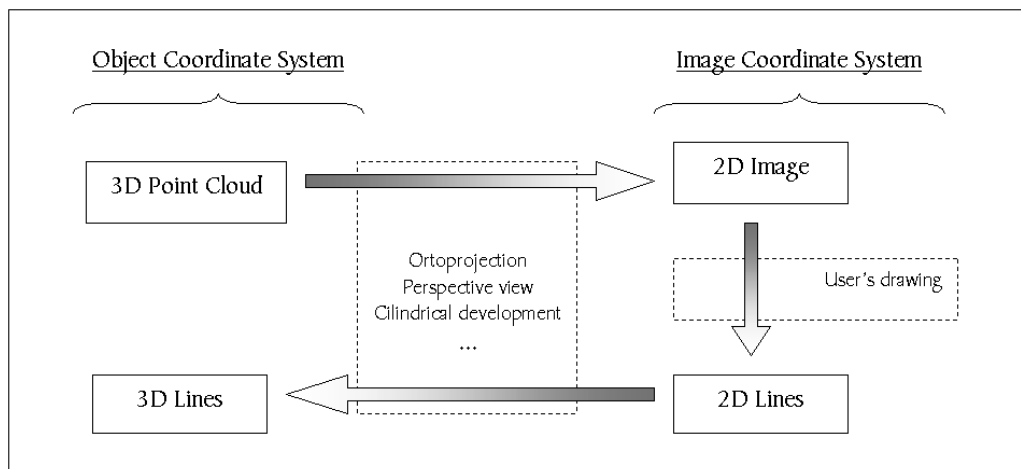 Object Coordinate System
Image Coordinate System
3D Point Cloud
2D Image
Ortoprojection
Perspective view
Cilindrical development
...
User's drawing
3D Lines
2D Lines